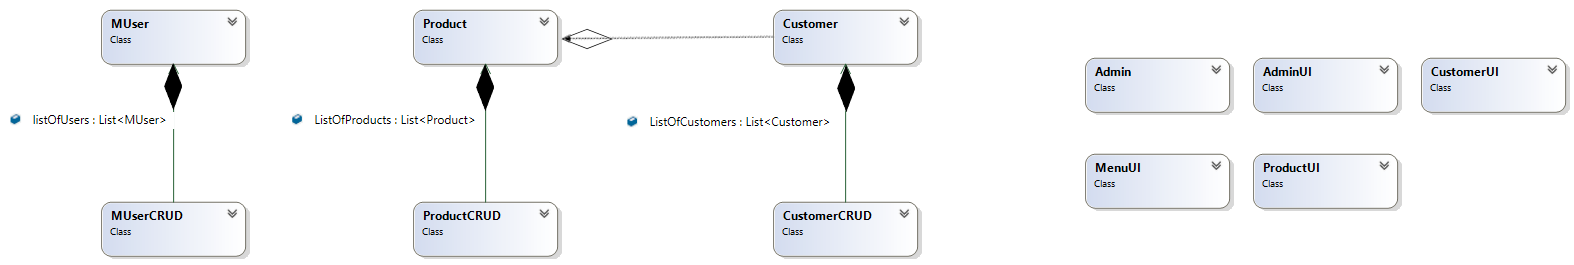 MUser
Class
Product
Class
Customer
Class
Admin
Class
AdminUI
Class
CustomerUI
Class
listOfUsers : List<MUser>
ListOfProducts : List<Product>
ListOfCustomers : List<Customer>
MenuUI
Class
ProductUI
Class
MUserCRUD
Class
ProductCRUD
Class
CustomerCRUD
Class